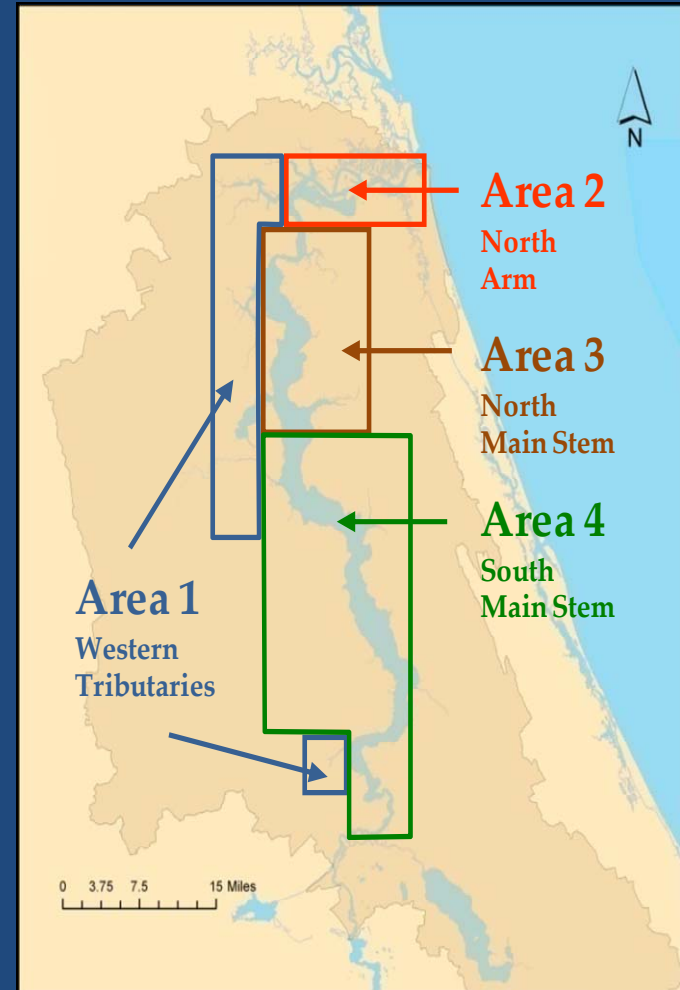 N
Area 2
North
Arm
Area 3
North
Main Stem
Area 4
South
Main Stem
Area 1
Western
Tributaries
0 3.75 7.5 15 Miles